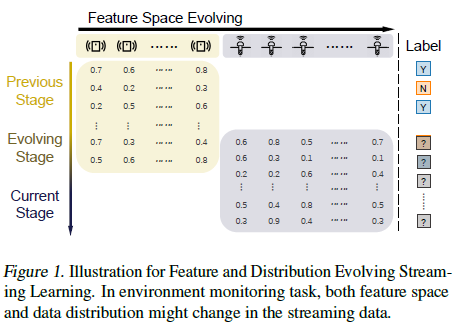 Feature Space Evolving
Label
Previous Stage
0.7 0.6 ...... 0.8 Y
0.4 0.2 ...... 0.3 N
0.2 0.5 ...... 0.6 Y
⋮ ⋮ ⋮
Evolving Stage
0.7 0.3 ...... 0.4 0.6 0.8 0.5 ...... 0.7 ?
0.5 0.6 ...... 0.8 0.6 0.3 0.1 ...... 0.1 ?
Current Stage
0.2 0.2 0.6 ...... 0.4 ?
⋮ ⋮ ⋮ ⋮
0.5 0.4 0.8 ...... 0.5
0.3 0.9 0.4 ...... 0.3 ?
Figure 1. Illustration for Feature and Distribution Evolving Stream-
ing Learning. In environment monitoring task, both feature space
and data distribution might change in the streaming data.